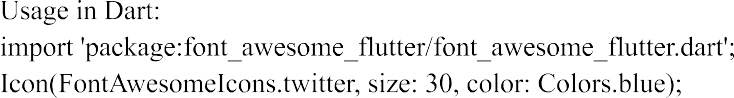 Usage in Dart:
import 'package:font_awesome_flutter/font_awesome_flutter.dart';
Icon(FontAwesomeIcons.twitter, size: 30, color: Colors.blue);